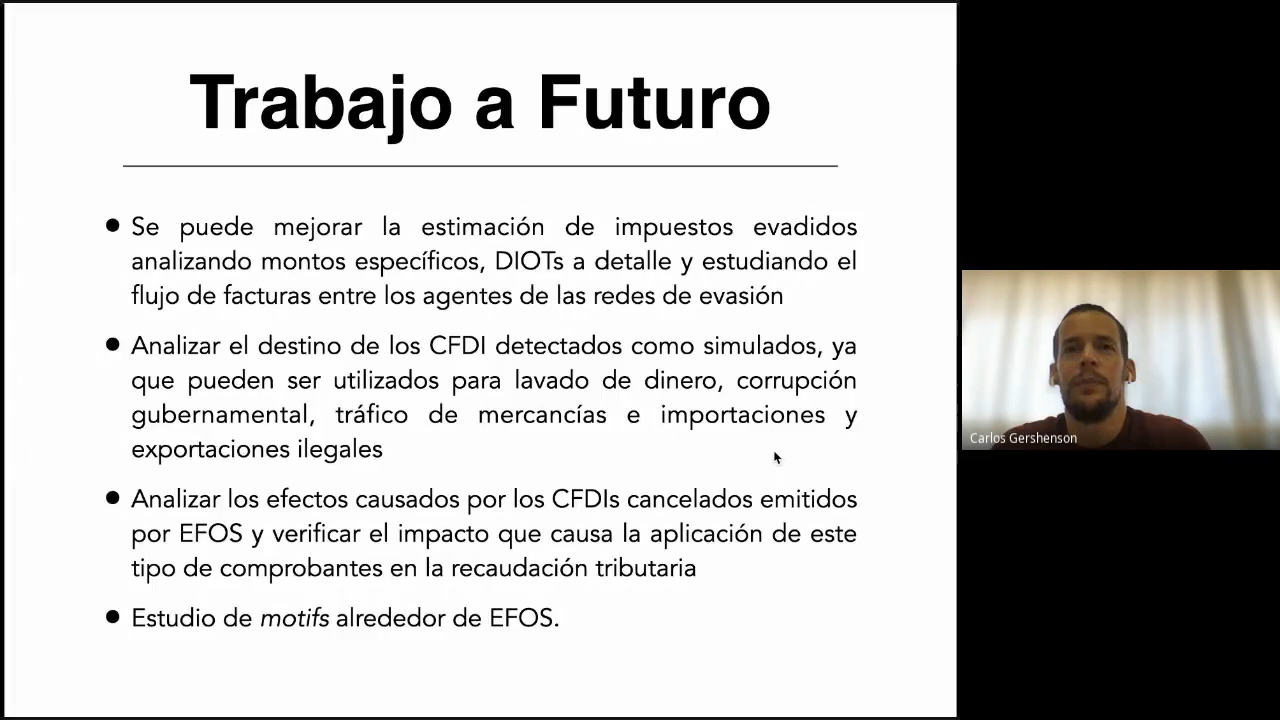 Trabajo a Futuro
● Se puede mejorar la estimación de impuestos evadidos
analizando montos específicos, DIOTs a detalle y estudiando el
flujo de facturas entre los agentes de las redes de evasión
● Analizar el destino de los CFDI detectados como simulados, ya
que pueden ser utilizados para lavado de dinero, corrupción
gubernamental, tráfico de mercancías e importaciones y
exportaciones ilegales
● Analizar los efectos causados por los CFDIs cancelados emitidos
por EFOS y verificar el impacto que causa la aplicación de este
tipo de comprobantes en la recaudación tributaria
● Estudio de motifs alrededor de EFOS.
Carlos Gershenson